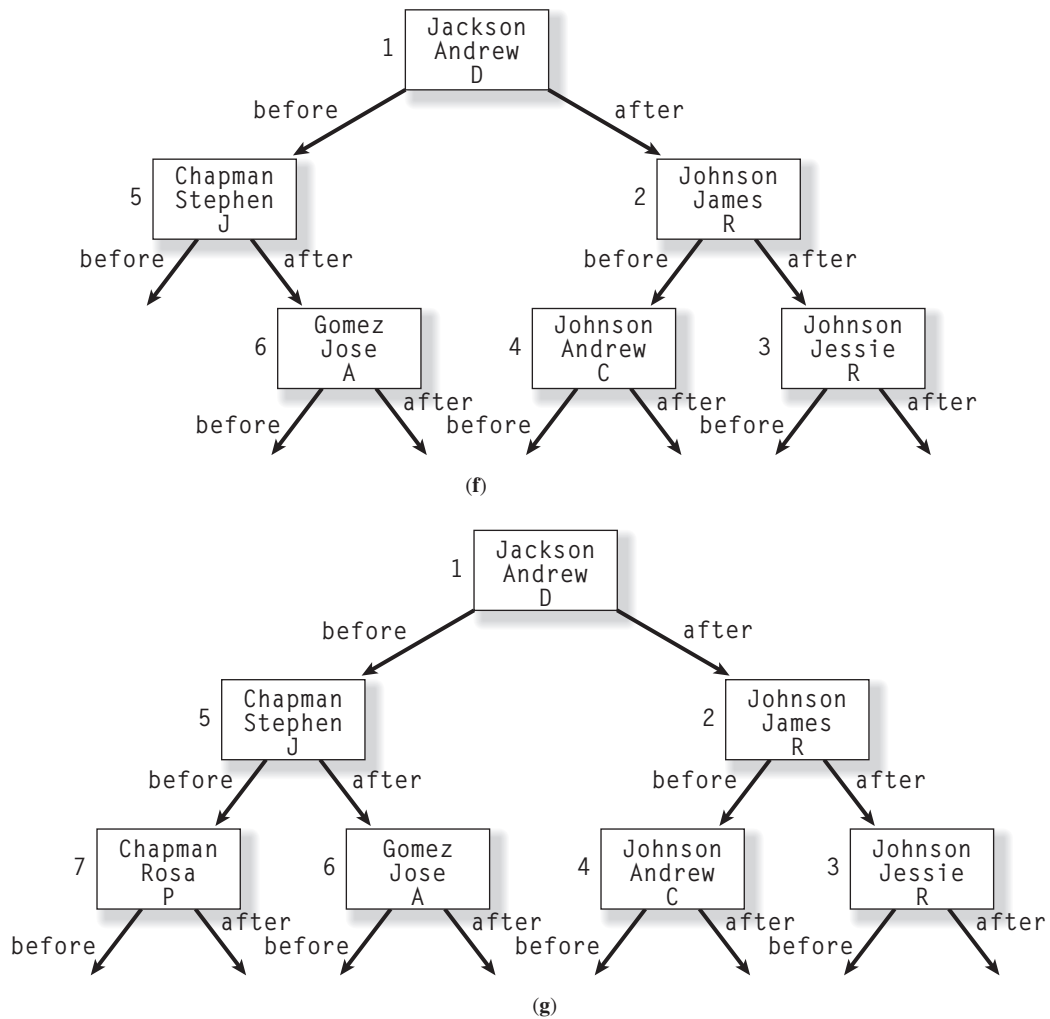 Jackson
1
Andrew
D
before
after
Chapman
5
Stephen
J
Johnson
2
James
R
before
after
before
after
Gomez
6
Jose
A
Johnson
4
Andrew
C
Johnson
3
Jessie
R
before
after
before
after
before
after
(f)
Jackson
1
Andrew
D
before
after
Chapman
5
Stephen
J
Johnson
2
James
R
before
after
before
after
Chapman
7
Rosa
P
Gomez
6
Jose
A
Johnson
4
Andrew
C
Johnson
3
Jessie
R
before
after
before
after
before
after
before
after
(g)